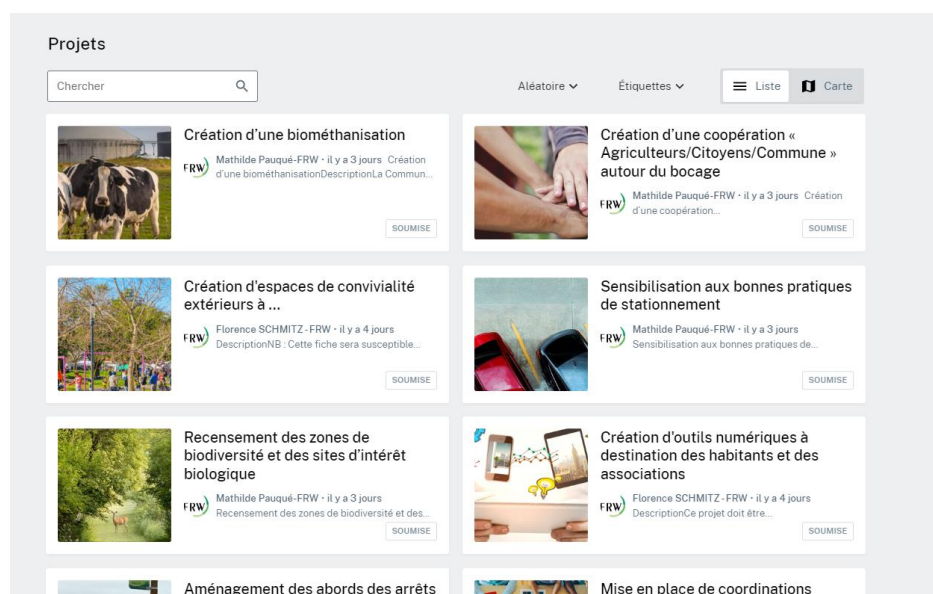 Projets
Chercher
Aléatoire
Étiquettes
Liste
Carte
Création d'une biométhanisation
FRW
Mathilde Pauqué-FRW • il y a 3 jours Création
d'une biométhanisationDescriptionLa Commun...
SOUMISE
Création d'une coopération «
Agriculteurs/Citoyens/Commune »
autour du bocage
FRW
Mathilde Pauqué-FRW • il y a 3 jours Création
d'une coopération...
SOUMISE
Création d'espaces de convivialité
extérieurs à ...
FRW
Florence SCHMITZ - FRW • il y a 4 jours
DescriptionNB : Cette fiche sera susceptible...
SOUMISE
Sensibilisation aux bonnes pratiques
de stationnement
FRW
Mathilde Pauqué-FRW • il y a 3 jours
Sensibilisation aux bonnes pratiques de...
SOUMISE
Recensement des zones de
biodiversité et des sites d'intérêt
biologique
FRW
Mathilde Pauqué-FRW • il y a 3 jours
Recensement des zones de biodiversité et des...
SOUMISE
Création d'outils numériques à
destination des habitants et des
associations
FRW
Florence SCHMITZ - FRW • il y a 4 jours
DescriptionCe projet doit être...
SOUMISE
Aménagement des abords des arrêts
Mise en place de coordinations